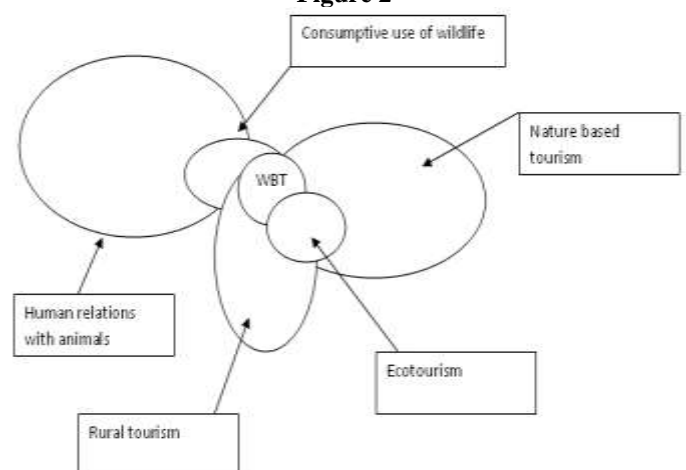 Figure 2
Consumptive use of wildlife
Nature based
tourism
WBT
Human relations
with animals
Ecotourism
Rural tourism